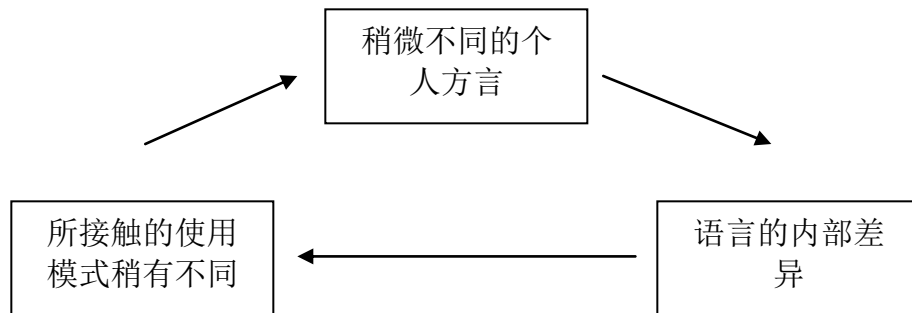 稍微不同的个
人方言
所接触的使用
模式稍有不同
语言的内部差
异